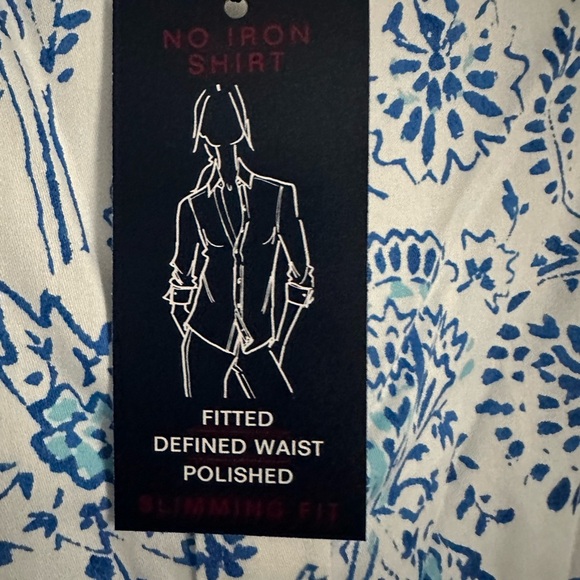 NO IRON
SHIRT
FITTED
DEFINED WAIST
POLISHED
SLIMMING FIT